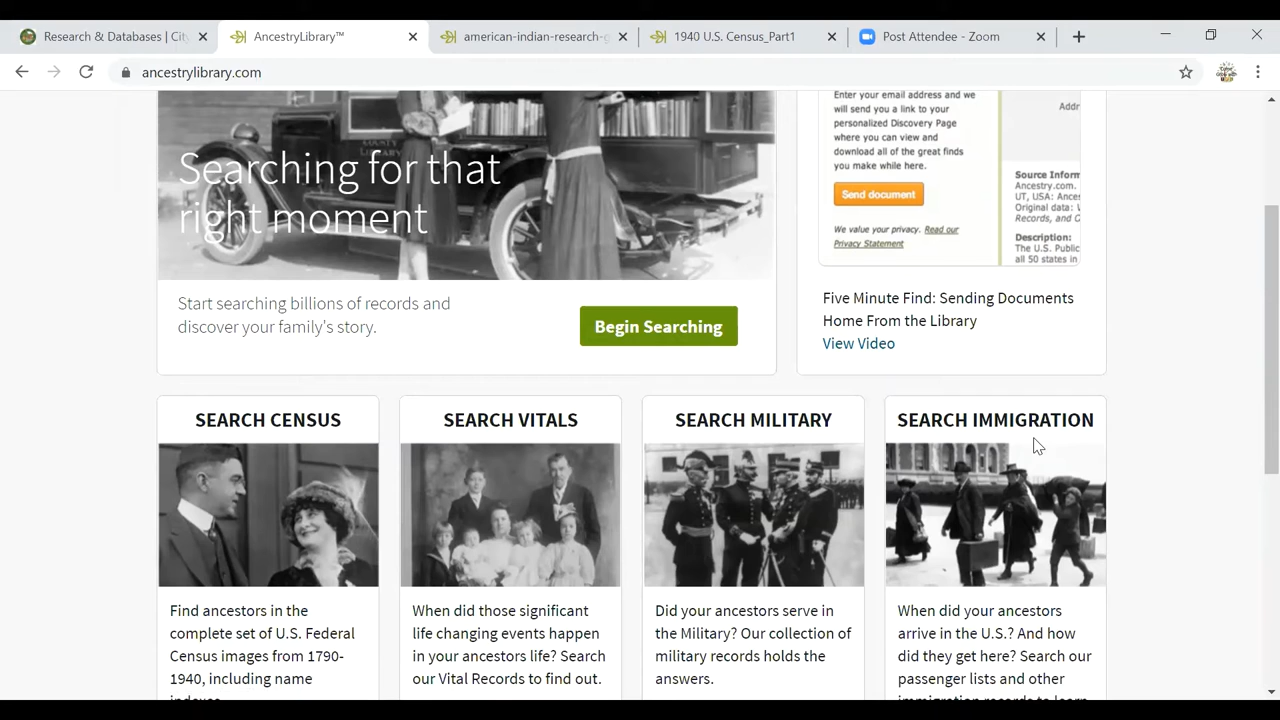 Research & Databases | City
AncestryLibrary™
american-indian-research-g
1940 U.S. Census_Part1
Post Attendee - Zoom
ancestrylibrary.com
Searching for that
right moment
Start searching billions of records and
discover your family's story.
Begin Searching
Enter your email address and we
will send you a link to your
personalized Discovery Page
where you can view and
download all of the great finds
you make while here.
Send document
We value your privacy. Read our
Privacy Statement
Addr
Source Inform
Ancestry.com.
UT, USA: Ances
Original data: U
Records, and C
Description:
The U.S. Public
all 50 states in
Five Minute Find: Sending Documents
Home From the Library
View Video
SEARCH CENSUS
Find ancestors in the
complete set of U.S. Federal
Census images from 1790-
1940, including name
SEARCH VITALS
When did those significant
life changing events happen
in your ancestors life? Search
our Vital Records to find out.
SEARCH MILITARY
Did your ancestors serve in
the Military? Our collection of
military records holds the
answers.
SEARCH IMMIGRATION
When did your ancestors
arrive in the U.S.? And how
did they get here? Search our
passenger lists and other
immigration records to learn